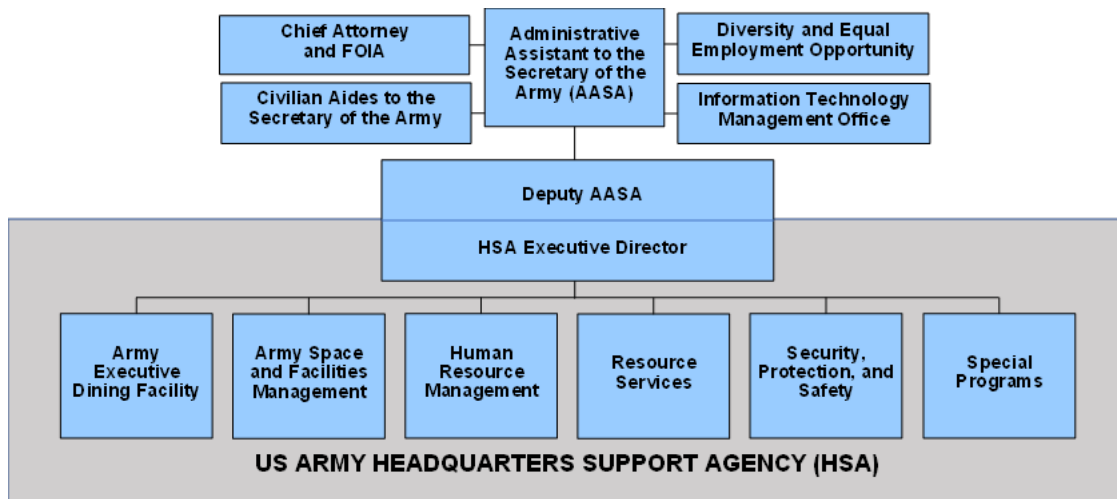 Chief Attorney
and FOIA
Administrative
Assistant to the
Secretary of the
Army (AASA)
Diversity and Equal
Employment Opportunity
Civilian Aides to the
Secretary of the Army
Information Technology
Management Office
Deputy AASA
HSA Executive Director
Army
Executive
Dining Facility
Army Space
and Facilities
Management
Human
Resource
Management
Resource
Services
Security,
Protection, and
Safety
Special
Programs
US ARMY HEADQUARTERS SUPPORT AGENCY (HSA)